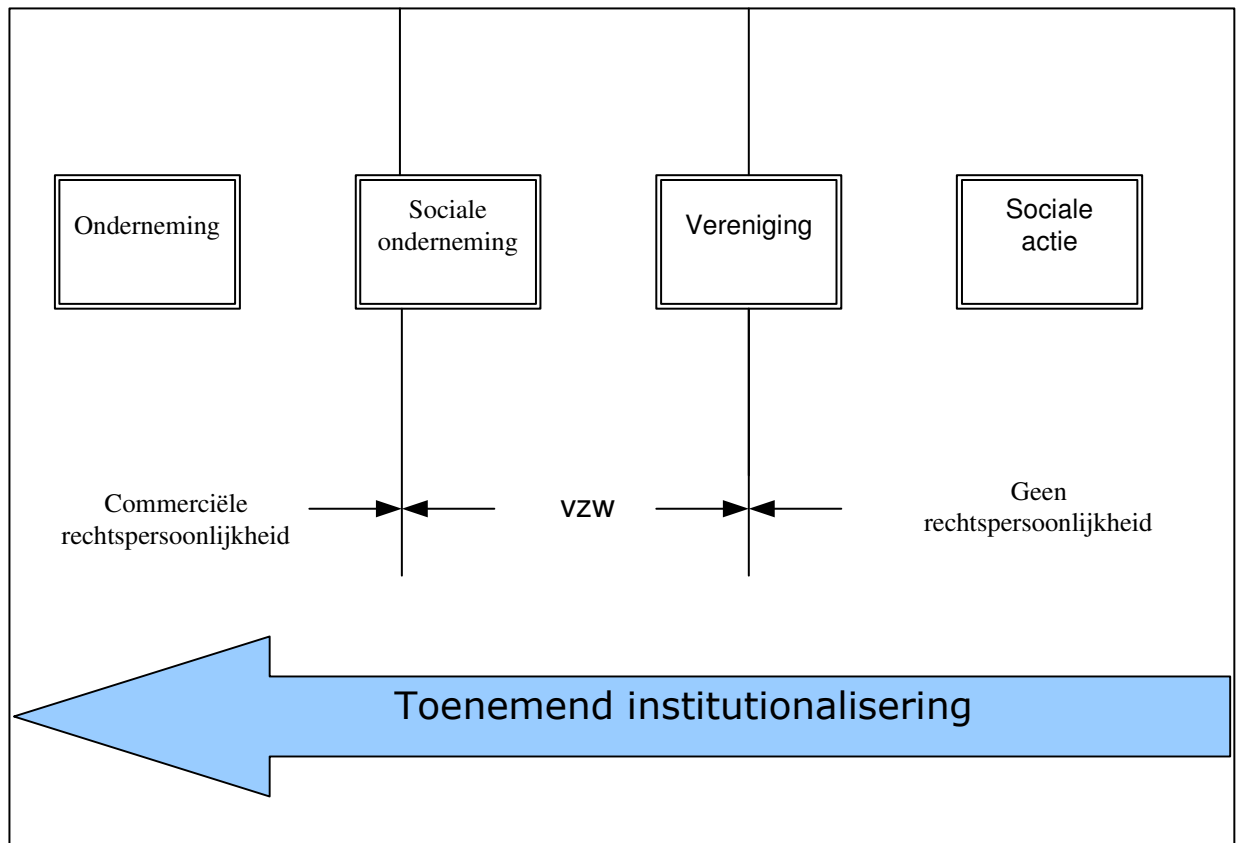 Onderneming
Sociale
onderneming
Vereniging
Sociale
actie
Commerciële
rechtspersoonlijkheid
vzw
Geen
rechtspersoonlijkheid
Toenemend institutionalisering